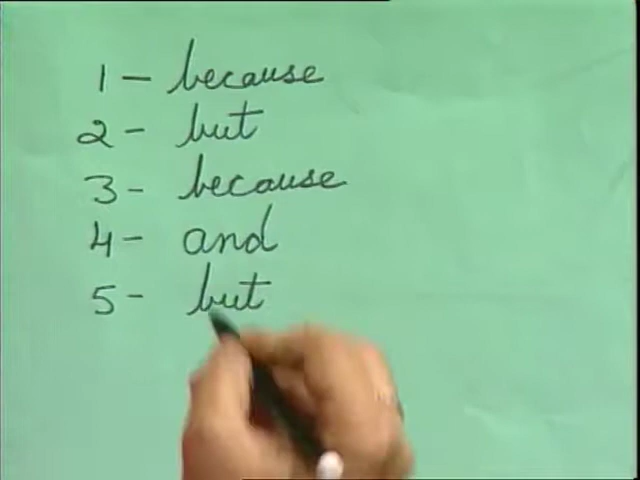 1 - because
2 - but
3 - because
4 - and
5 - but